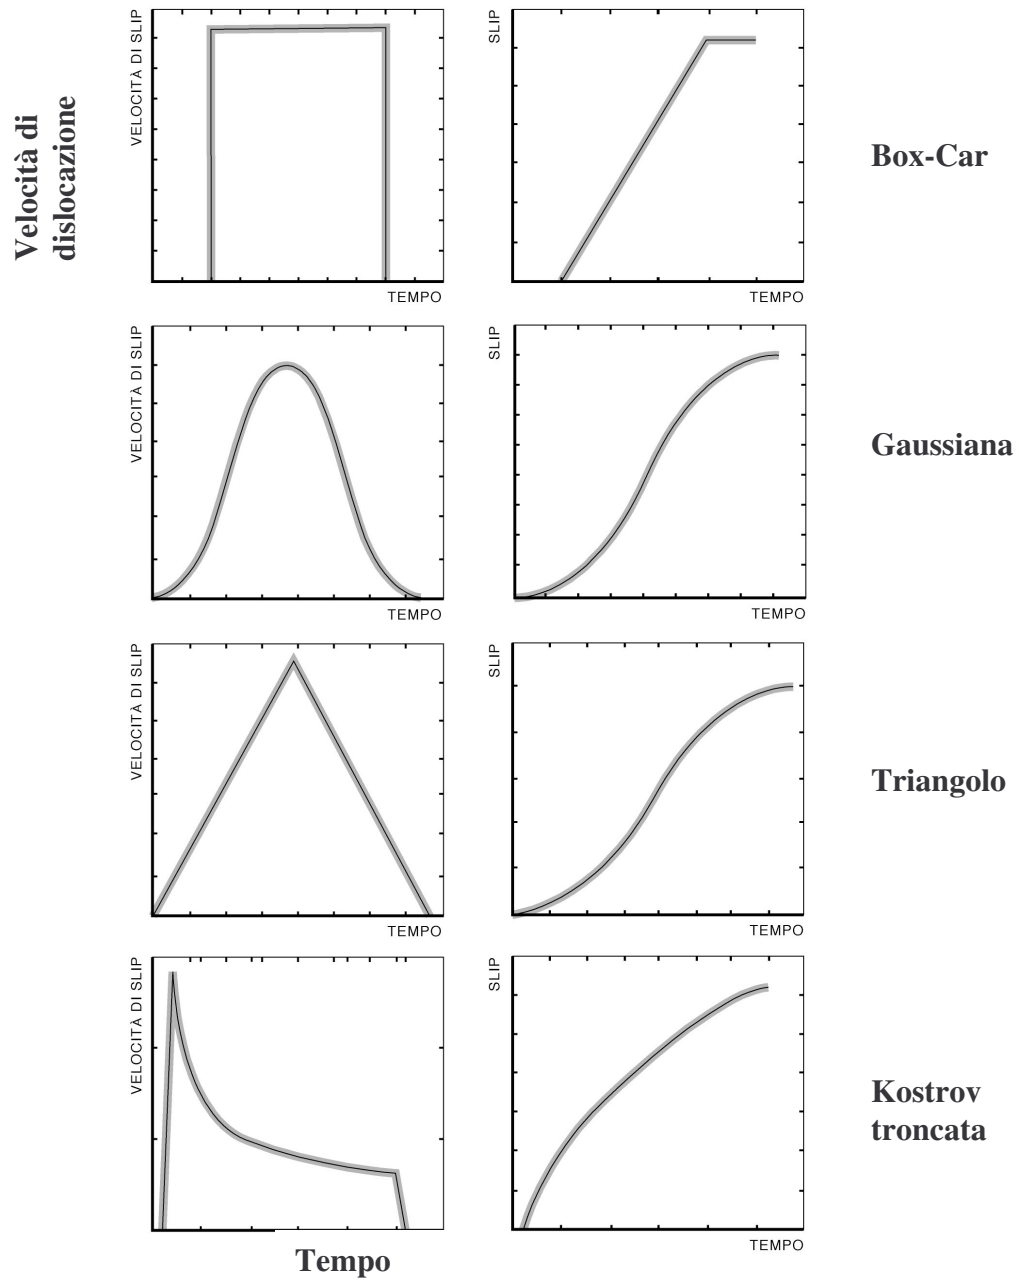 Velocità di
dislocazione
VELOCITÀ DI SLIP
TEMPO
SLIP
TEMPO
Box-Car
VELOCITÀ DI SLIP
TEMPO
SLIP
TEMPO
Gaussiana
VELOCITÀ DI SLIP
TEMPO
SLIP
TEMPO
Triangolo
VELOCITÀ DI SLIP
SLIP
TEMPO
Kostrov
troncata
Tempo